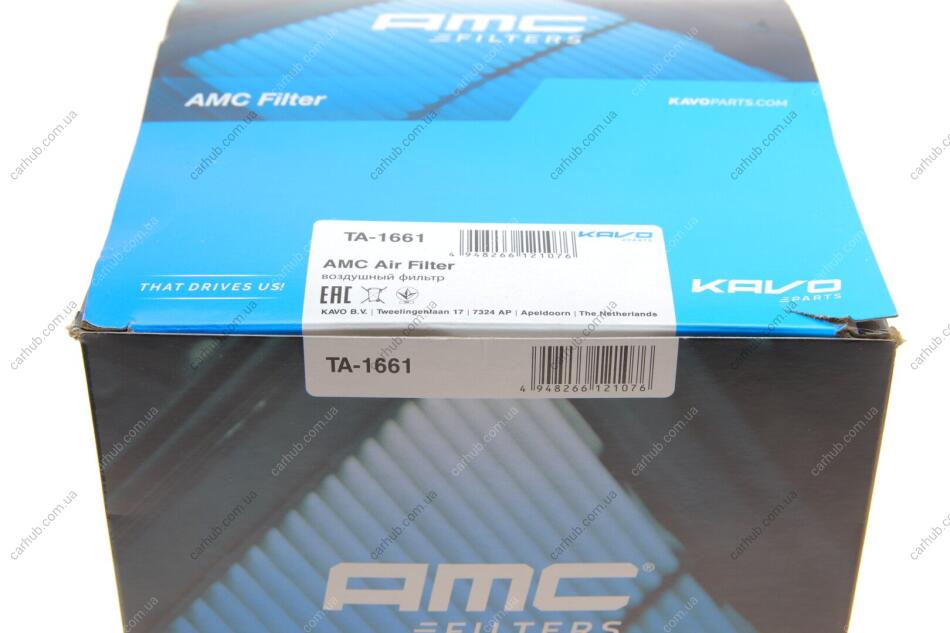 AMC
FILTERS
AMC Filter
KAVOPARTS.COM
TA-1661
KAVO
PARTS
4 948266 121076
AMC Air Filter
воздушный фильтр
EAC
KAVO B.V. | Tweelingenlaan 17 | 7324 AP | Apeldoorn | The Netherlands
THAT DRIVES US!
KAVO
PARTS
TA-1661
4 948266 121076
AMC®
FILTERS
carhub.com.ua